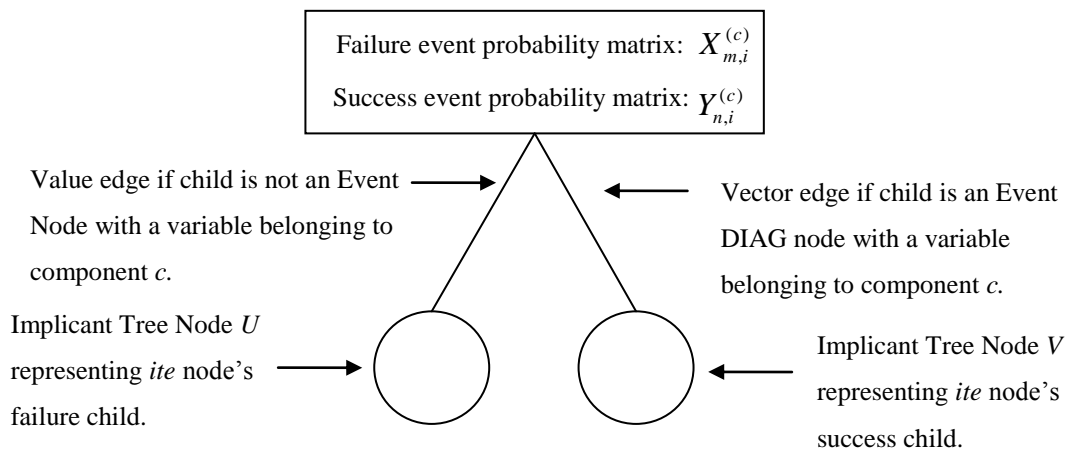 Failure event probability matrix: X_{m,i}^{(c)}
Success event probability matrix: Y_{n,i}^{(c)}
Value edge if child is not an Event
Node with a variable belonging to
component c.
Vector edge if child is an Event
DIAG node with a variable
belonging to component c.
Implicant Tree Node U
representing ite node's
failure child.
Implicant Tree Node V
representing ite node's
success child.